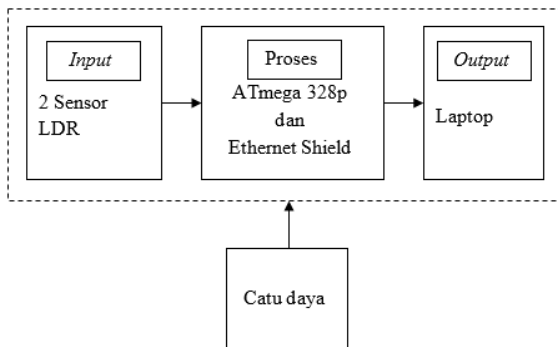 Input
2 Sensor
LDR
Proses
ATmega 328p
dan
Ethernet Shield
Output
Laptop
Catu daya